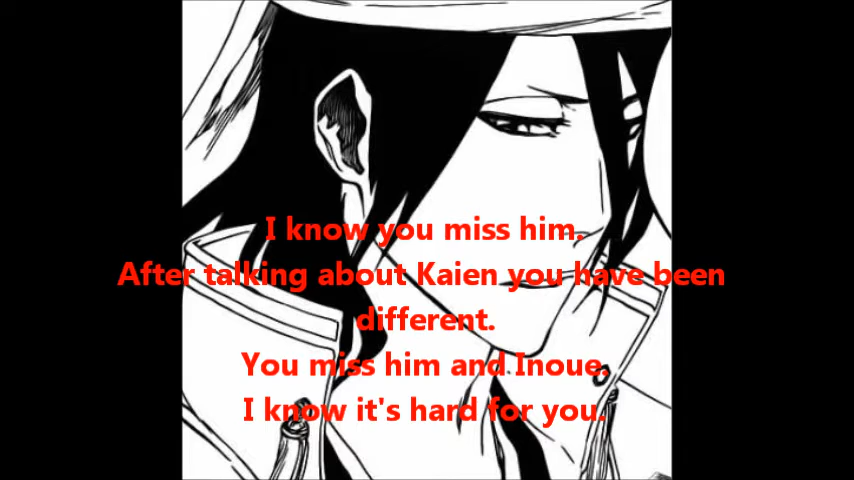 I know you miss him.
After talking about Kaien you have been
different.
You miss him and Inoue.
I know it's hard for you.